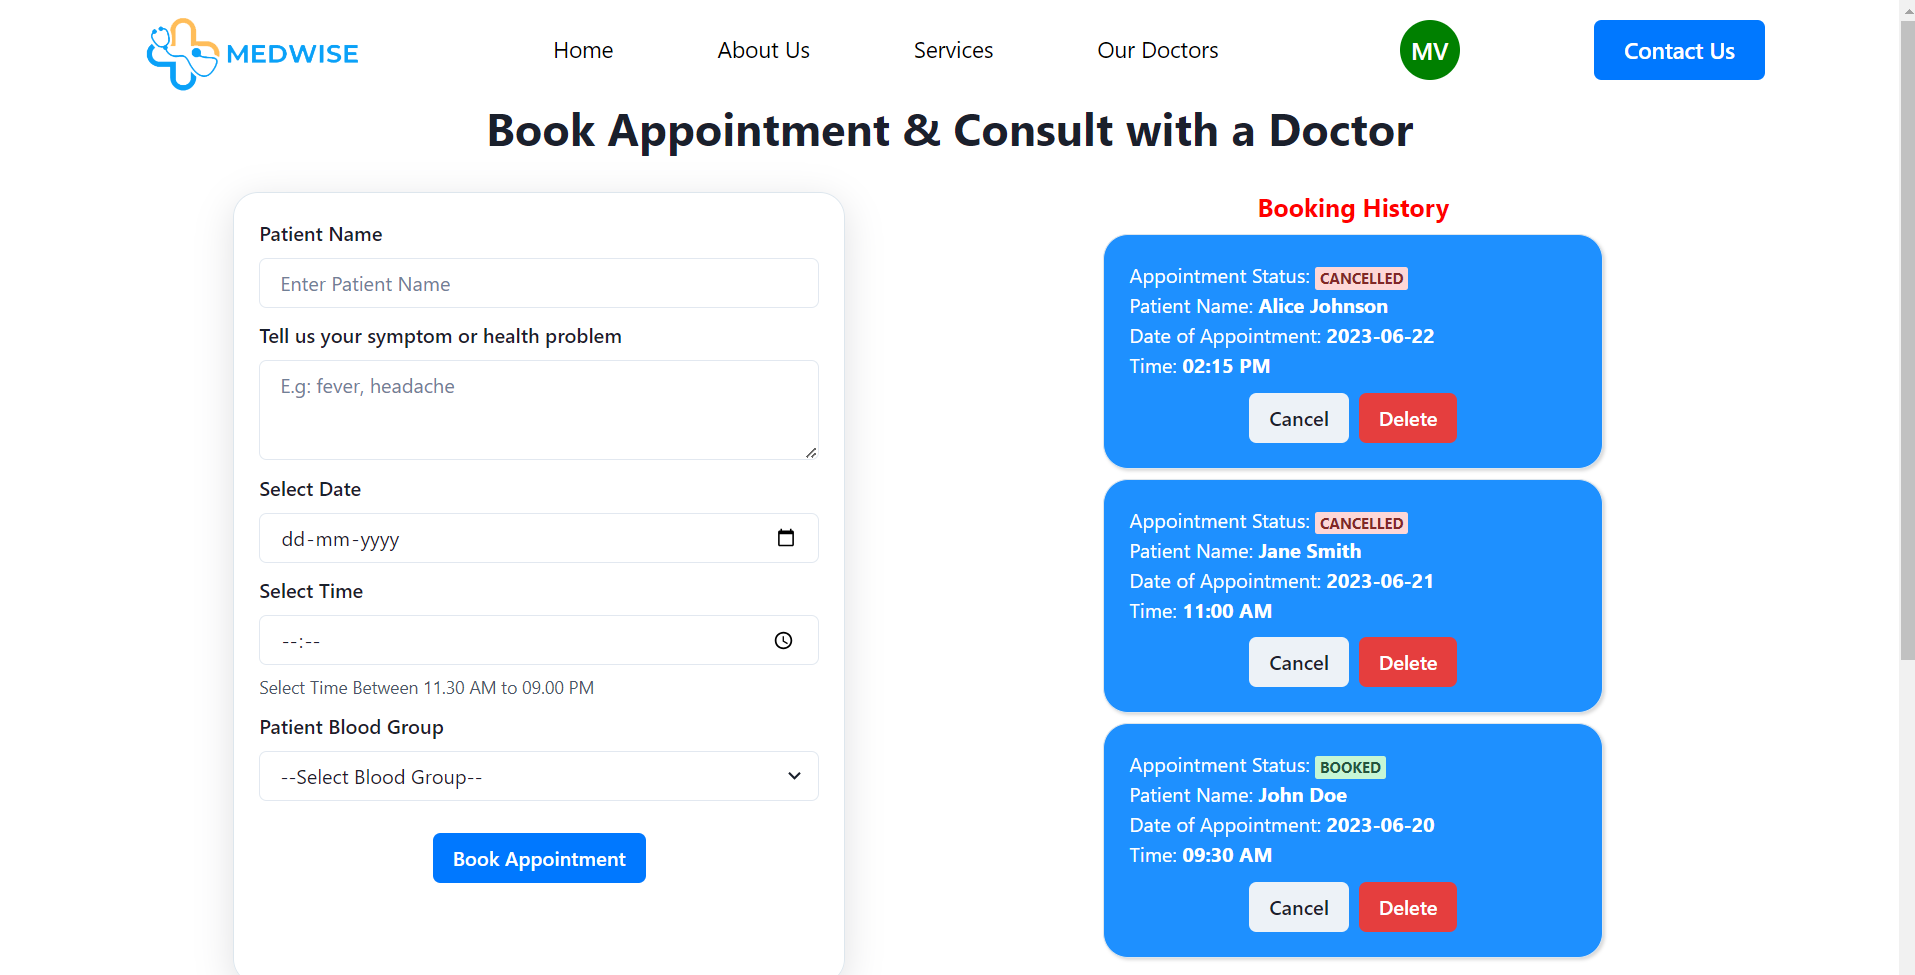 MEDWISE
Home
About Us
Services
Our Doctors
MV
Contact Us
Book Appointment & Consult with a Doctor
Patient Name
Enter Patient Name
Tell us your symptom or health problem
E.g: fever, headache
Select Date
dd-mm-yyyy
Select Time
--:--
Select Time Between 11.30 AM to 09.00 PM
Patient Blood Group
--Select Blood Group--
Book Appointment
Booking History
Appointment Status: CANCELLED
Patient Name: Alice Johnson
Date of Appointment: 2023-06-22
Time: 02:15 PM
Cancel
Delete
Appointment Status: CANCELLED
Patient Name: Jane Smith
Date of Appointment: 2023-06-21
Time: 11:00 AM
Cancel
Delete
Appointment Status: BOOKED
Patient Name: John Doe
Date of Appointment: 2023-06-20
Time: 09:30 AM
Cancel
Delete